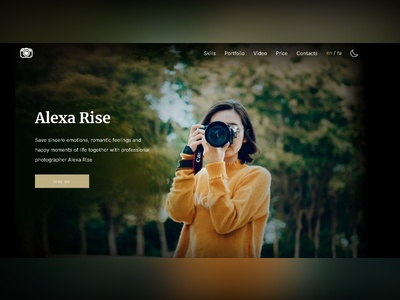 Skills Portfolio Video Price Contacts en / ru
Alexa Rise
Save sincere emotions, romantic feelings and
happy moments of life together with professional
photographer Alexa Rise